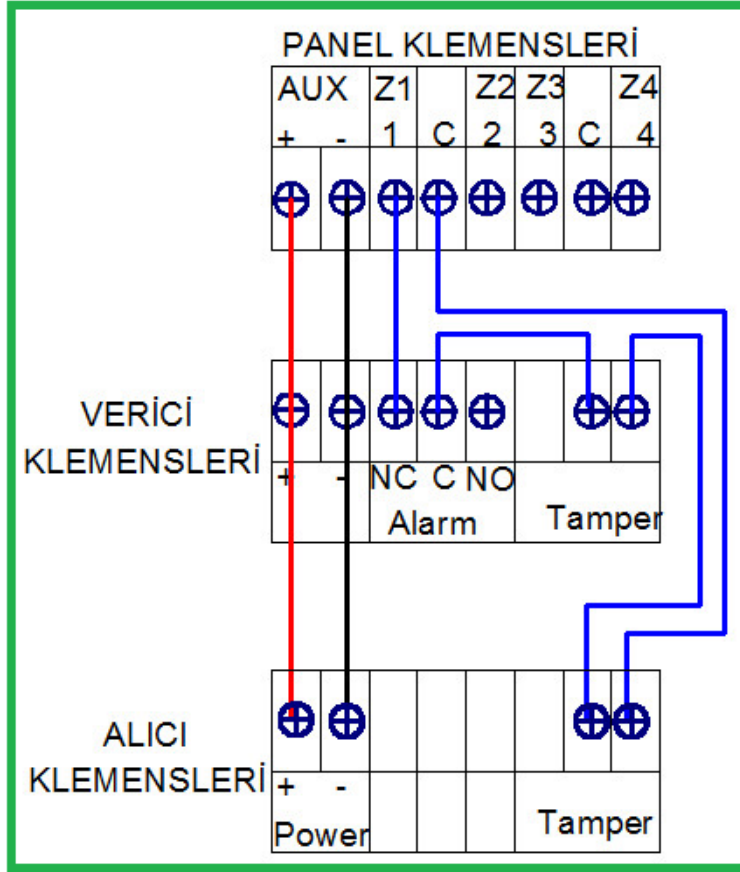 PANEL KLEMENSLERİ
AUX Z1 Z2 Z3 Z4
+ - 1 C 2 3 C 4
VERİCİ
KLEMENSLERİ
+ - NC C NO
Alarm Tamper
ALICI
KLEMENSLERİ
+ -
Power Tamper